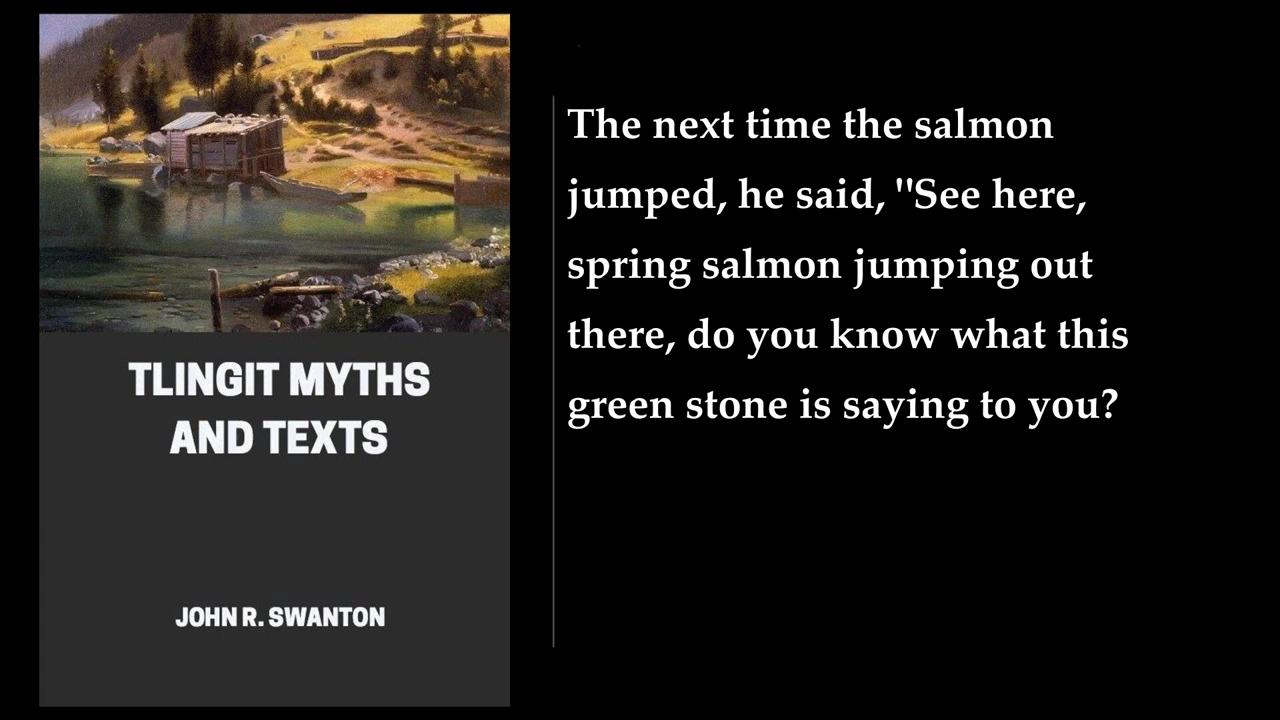 TLINGIT MYTHS
AND TEXTS
JOHN R. SWANTON
The next time the salmon
jumped, he said, "See here,
spring salmon jumping out
there, do you know what this
green stone is saying to you?